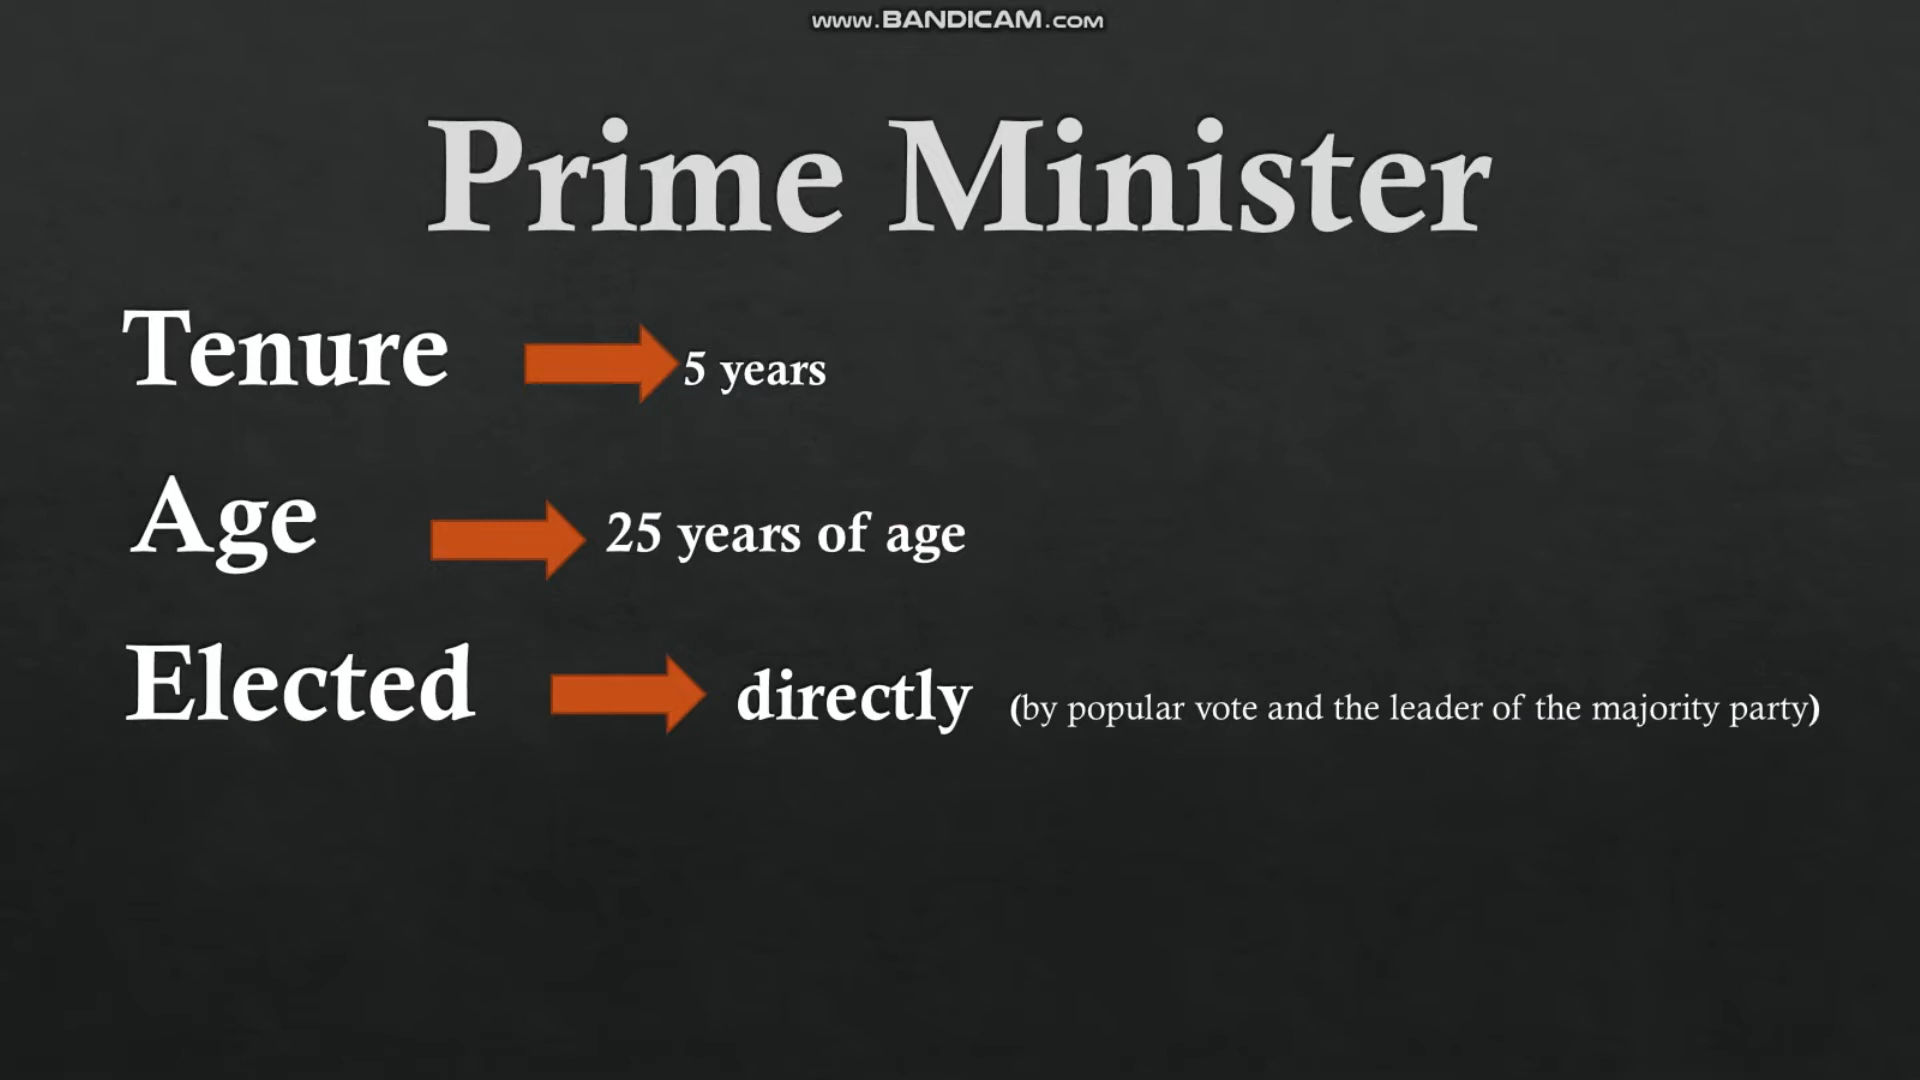 www.BANDICAM.com
Prime Minister
Tenure 5 years
Age 25 years of age
Elected directly (by popular vote and the leader of the majority party)